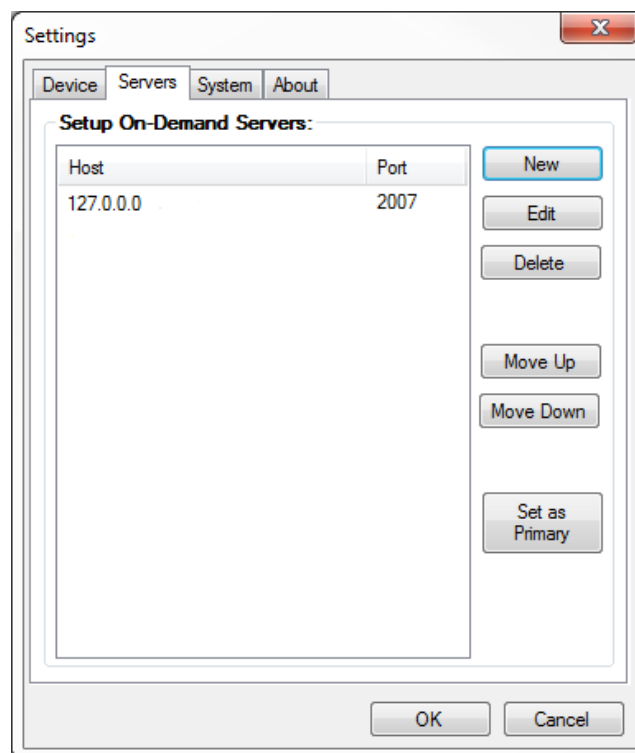 Settings
Device Servers System About
Setup On-Demand Servers:
Host Port New
127.0.0.0 2007
Edit
Delete
Move Up
Move Down
Set as
Primary
OK Cancel